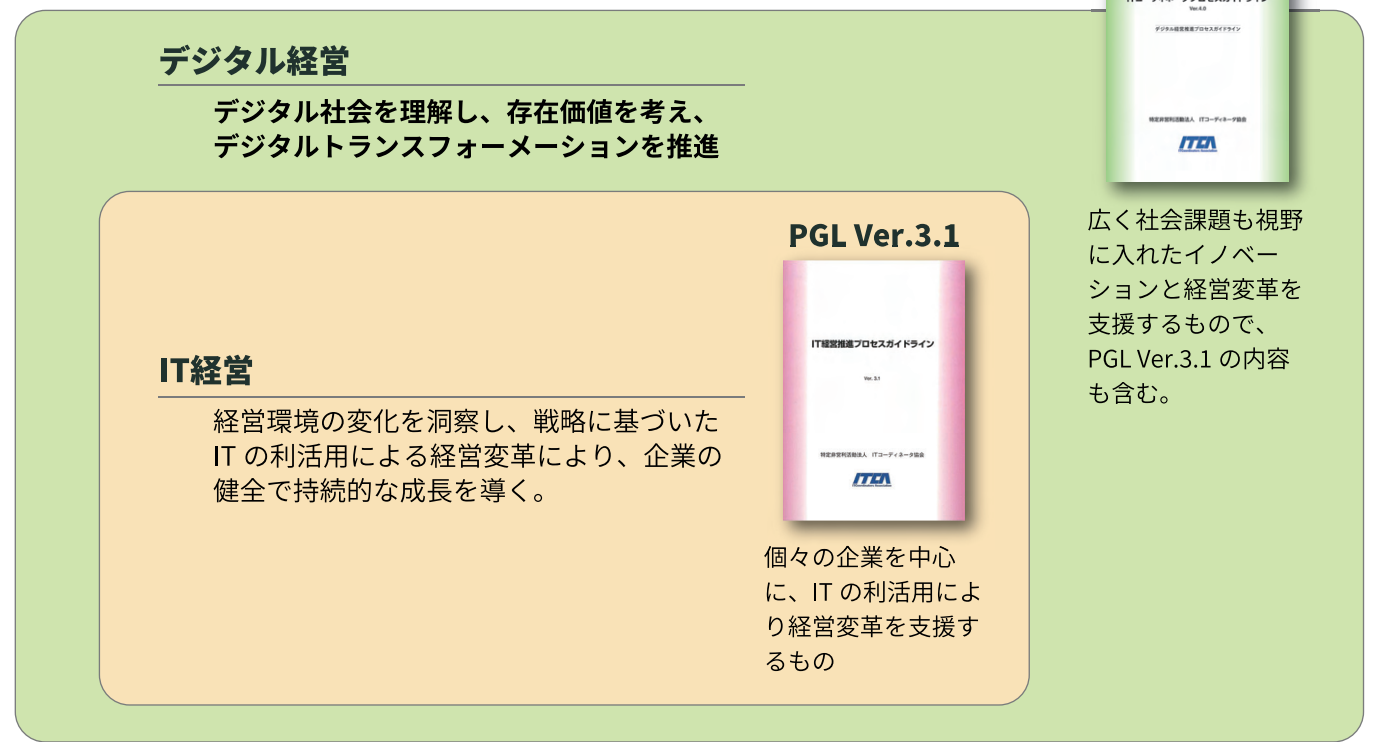 Ver.4.0
デジタル経営推進プロセスガイドライン
特定非営利活動法人 ITコーディネータ協会
ITCA
広く社会課題も視野
に入れたイノベー
ションと経営変革を
支援するもので、
PGL Ver.3.1 の内容
も含む。
デジタル経営
デジタル社会を理解し、存在価値を考え、
デジタルトランスフォーメーションを推進
PGL Ver.3.1
IT経営推進プロセスガイドライン
Ver. 3.1
特定非営利活動法人 ITコーディネータ協会
ITCA
個々の企業を中心
に、IT の利活用によ
り経営変革を支援す
るもの
IT経営
経営環境の変化を洞察し、戦略に基づいた
IT の利活用による経営変革により、企業の
健全で持続的な成長を導く。